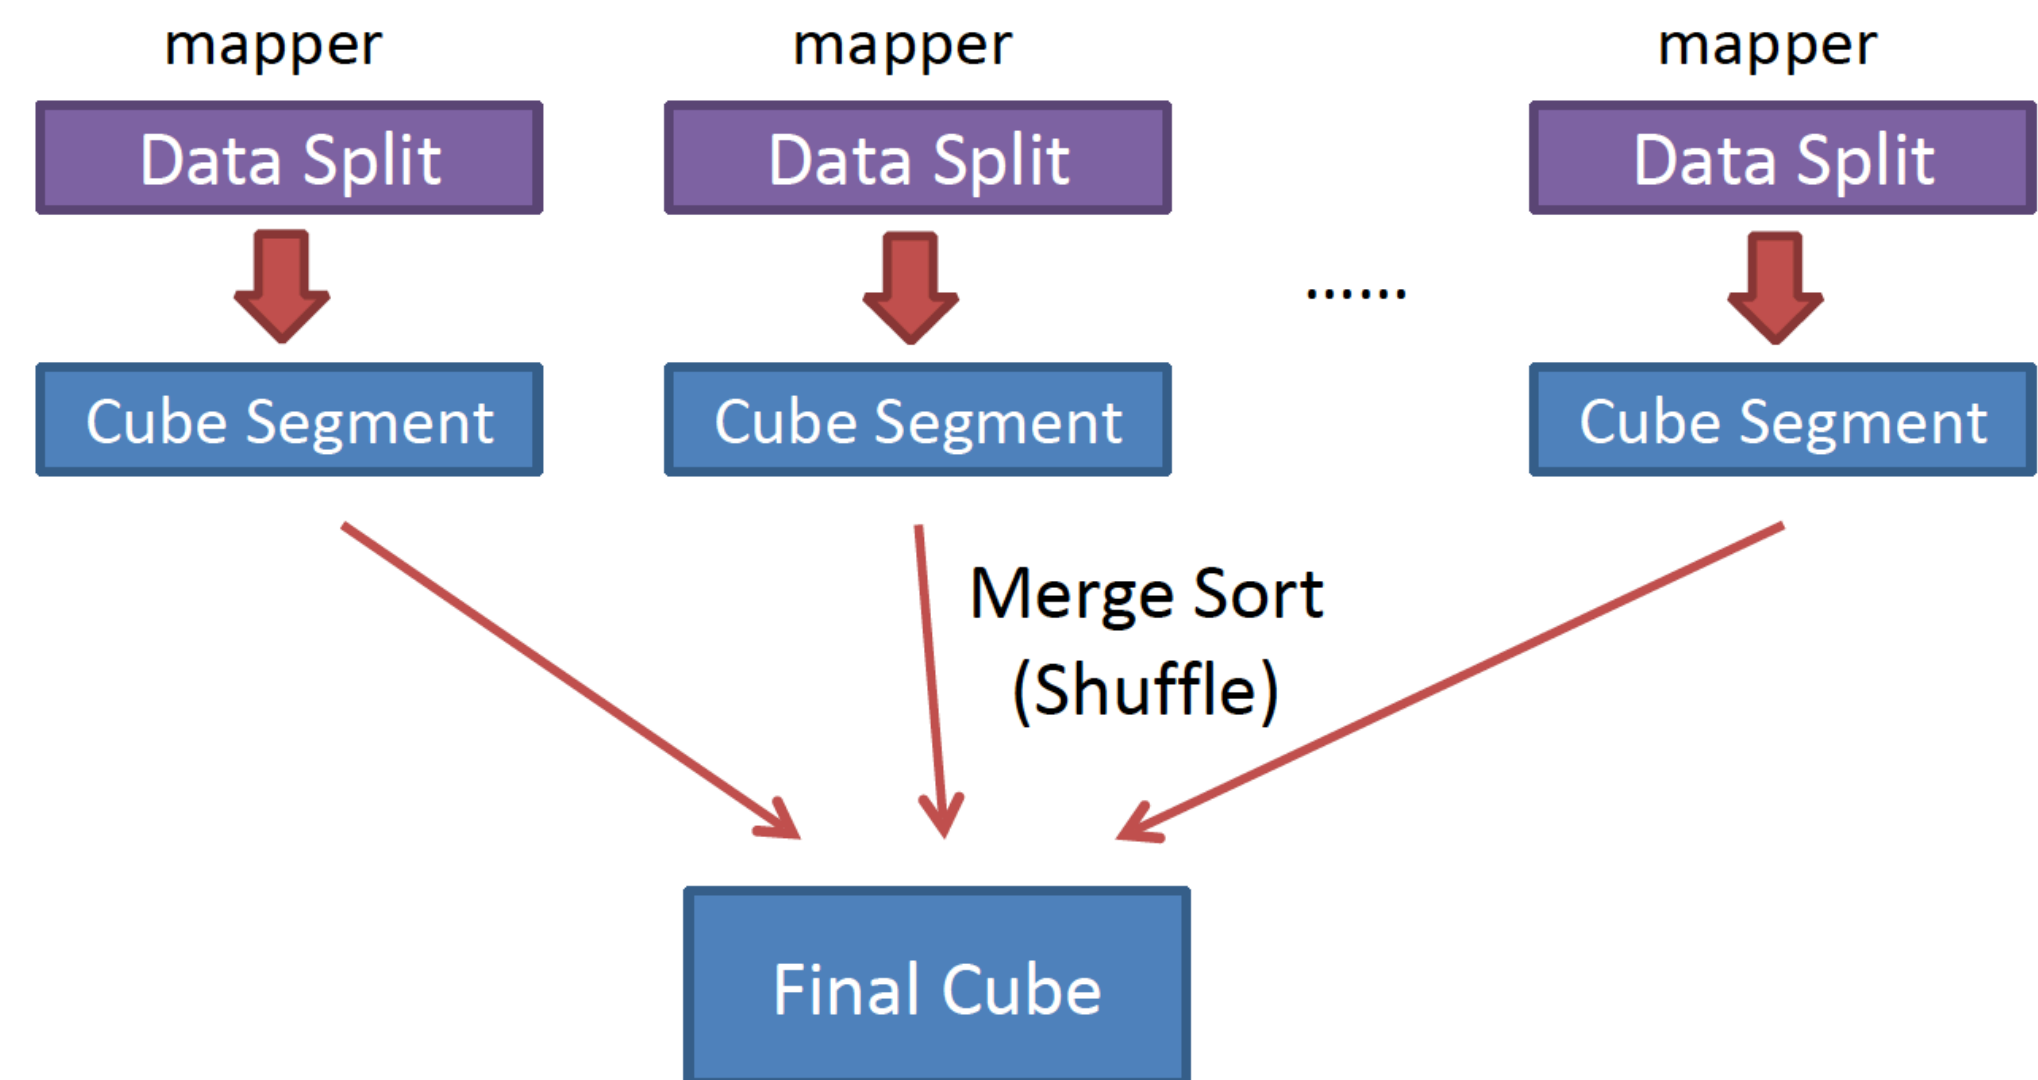 mapper
mapper
mapper
Data Split
Data Split
Data Split
......
Cube Segment
Cube Segment
Cube Segment
Merge Sort
(Shuffle)
Final Cube